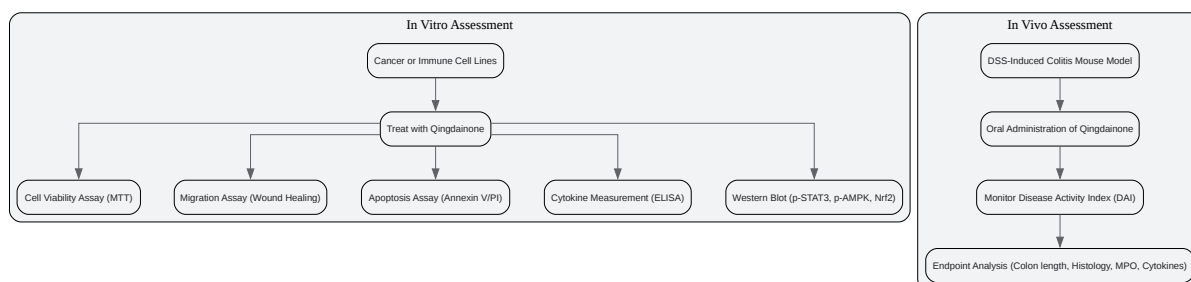 In Vitro Assessment
Cancer or Immune Cell Lines
Treat with Qingdainone
Cell Viability Assay (MTT)
Migration Assay (Wound Healing)
Apoptosis Assay (Annexin V/PI)
Cytokine Measurement (ELISA)
Western Blot (p-STAT3, p-AMPK, Nrf2)
In Vivo Assessment
DSS-Induced Colitis Mouse Model
Oral Administration of Qingdainone
Monitor Disease Activity Index (DAI)
Endpoint Analysis (Colon length, Histology, MPO, Cytokines)